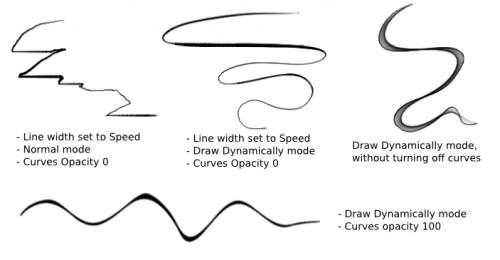 - Line width set to Speed
- Normal mode
- Curves Opacity 0
- Line width set to Speed
- Draw Dynamically mode
- Curves Opacity 0
Draw Dynamically mode,
without turning off curves
- Draw Dynamically mode
- Curves opacity 100